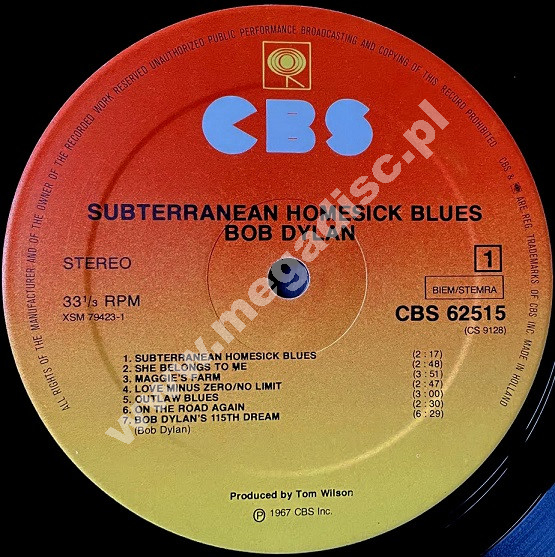 ALL RIGHTS OF THE MANUFACTURER AND OF THE OWNER OF THE RECORDED WORK RESERVED UNAUTHORIZED PUBLIC PERFORMANCE BROADCASTING AND COPYING OF THIS RECORD PROHIBITED
CBS & ARE REG. TRADEMARKS OF CBS INC. MADE IN HOLLAND
CBS
SUBTERRANEAN HOMESICK BLUES
BOB DYLAN
STEREO
1
33 1/3 RPM
XSM 79423-1
BIEM/STEMRA
CBS 62515
(CS 9128)
1. SUBTERRANEAN HOMESICK BLUES (2 : 17)
2. SHE BELONGS TO ME (2 : 48)
3. MAGGIE'S FARM (3 : 51)
4. LOVE MINUS ZERO/NO LIMIT (2 : 47)
5. OUTLAW BLUES (3 : 00)
6. ON THE ROAD AGAIN (2 : 30)
7. BOB DYLAN'S 115TH DREAM (6 : 29)
(Bob Dylan)
Produced by Tom Wilson
℗ 1967 CBS Inc.
www.megadisc.pl